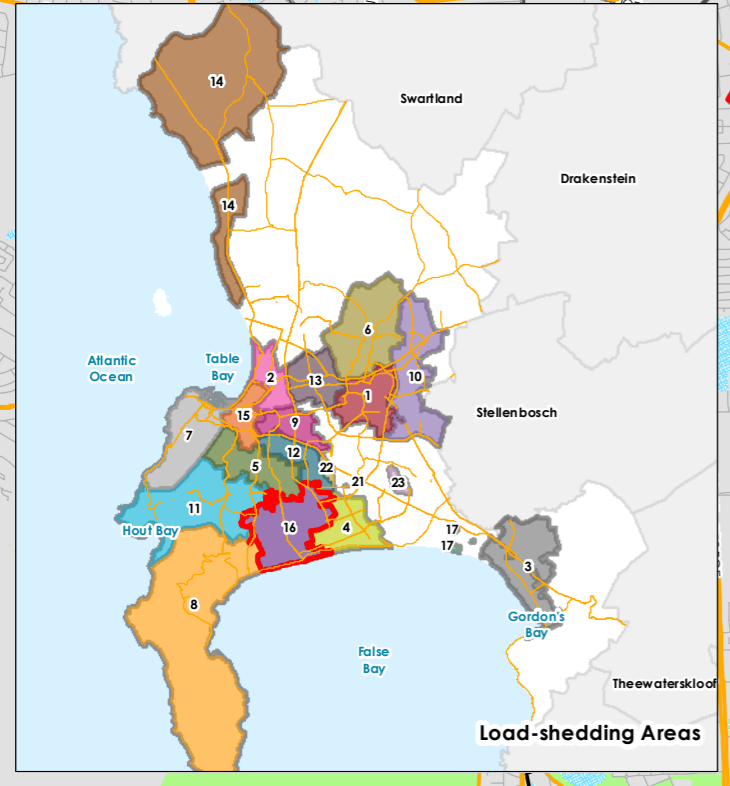 14
Swartland
Drakenstein
14
6
Atlantic
Ocean
Table
Bay
2
13
10
1
15
9
Stellenbosch
7
12
5
22
21
23
11
16
4
17
Hout Bay
17
3
8
Gordon's
Bay
False
Bay
Theewaterskloof
Load-shedding Areas